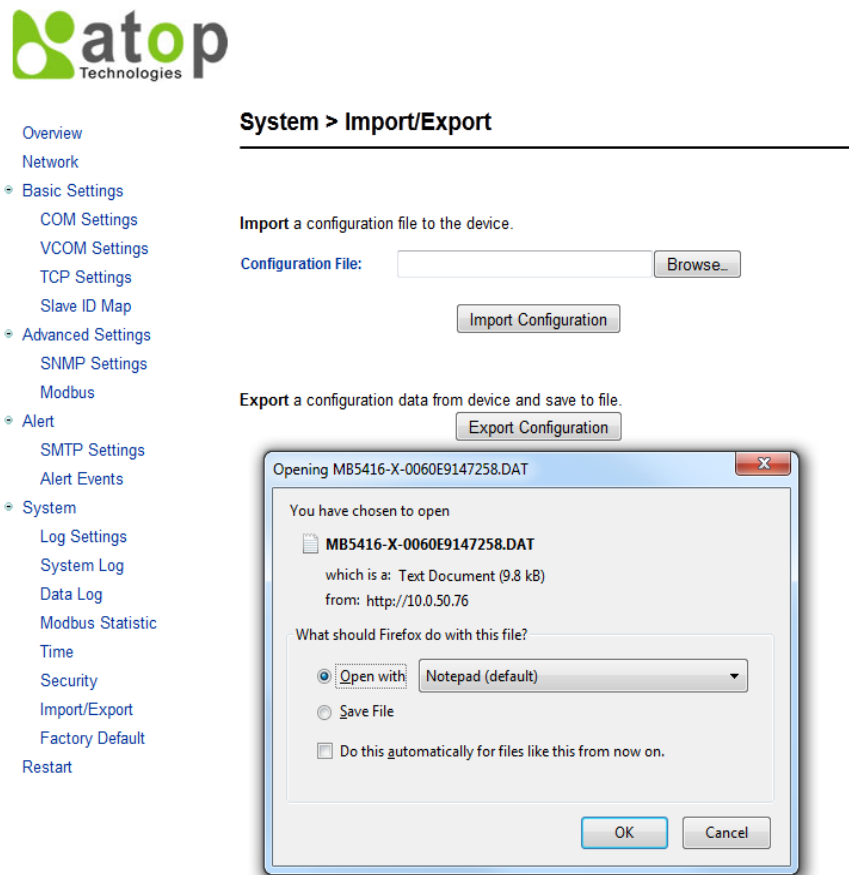 atop
Technologies
System > Import/Export
Overview
Network
Basic Settings
COM Settings
VCOM Settings
TCP Settings
Slave ID Map
Advanced Settings
SNMP Settings
Modbus
Alert
SMTP Settings
Alert Events
System
Log Settings
System Log
Data Log
Modbus Statistic
Time
Security
Import/Export
Factory Default
Restart
Import a configuration file to the device.
Configuration File:
Browse...
Import Configuration
Export a configuration data from device and save to file.
Export Configuration
Opening MB5416-X-0060E9147258.DAT
You have chosen to open
MB5416-X-0060E9147258.DAT
which is a: Text Document (9.8 kB)
from: http://10.0.50.76
What should Firefox do with this file?
Open with Notepad (default)
Save File
Do this automatically for files like this from now on.
OK Cancel